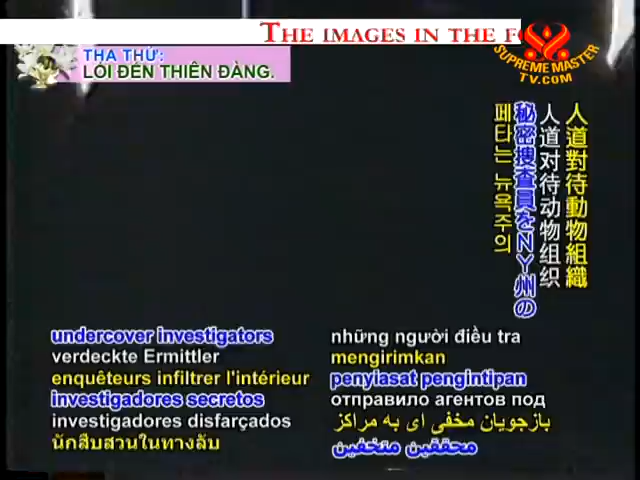 THE IMAGES IN THE F
SUPREME MASTER
TV.COM
THA THỨ:
LỐI ĐẾN THIÊN ĐÀNG.
人道對待動物組織
人道对待动物组织
秘密捜査員をNY州の
페타는 뉴욕주의
undercover investigators
verdeckte Ermittler
enquêteurs infiltrer l'intérieur
investigadores secretos
investigadores disfarçados
นักสืบสวนในทางลับ
những người điều tra
mengirimkan
penyiasat pengintipan
отправило агентов под
بازجویان مخفی ای به مراکز
محققين متخفين